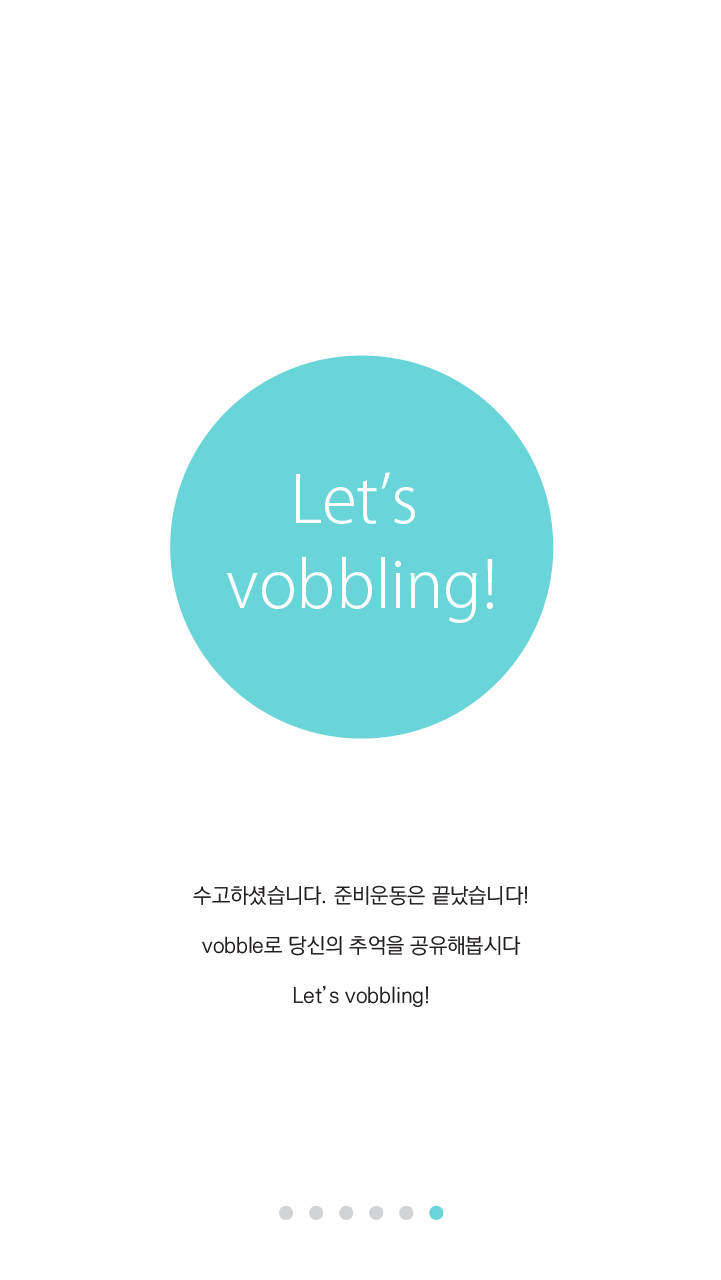 Let’s
vobbling!
수고하셨습니다. 준비운동은 끝났습니다!
vobble로 당신의 추억을 공유해봅시다
Let’s vobbling!